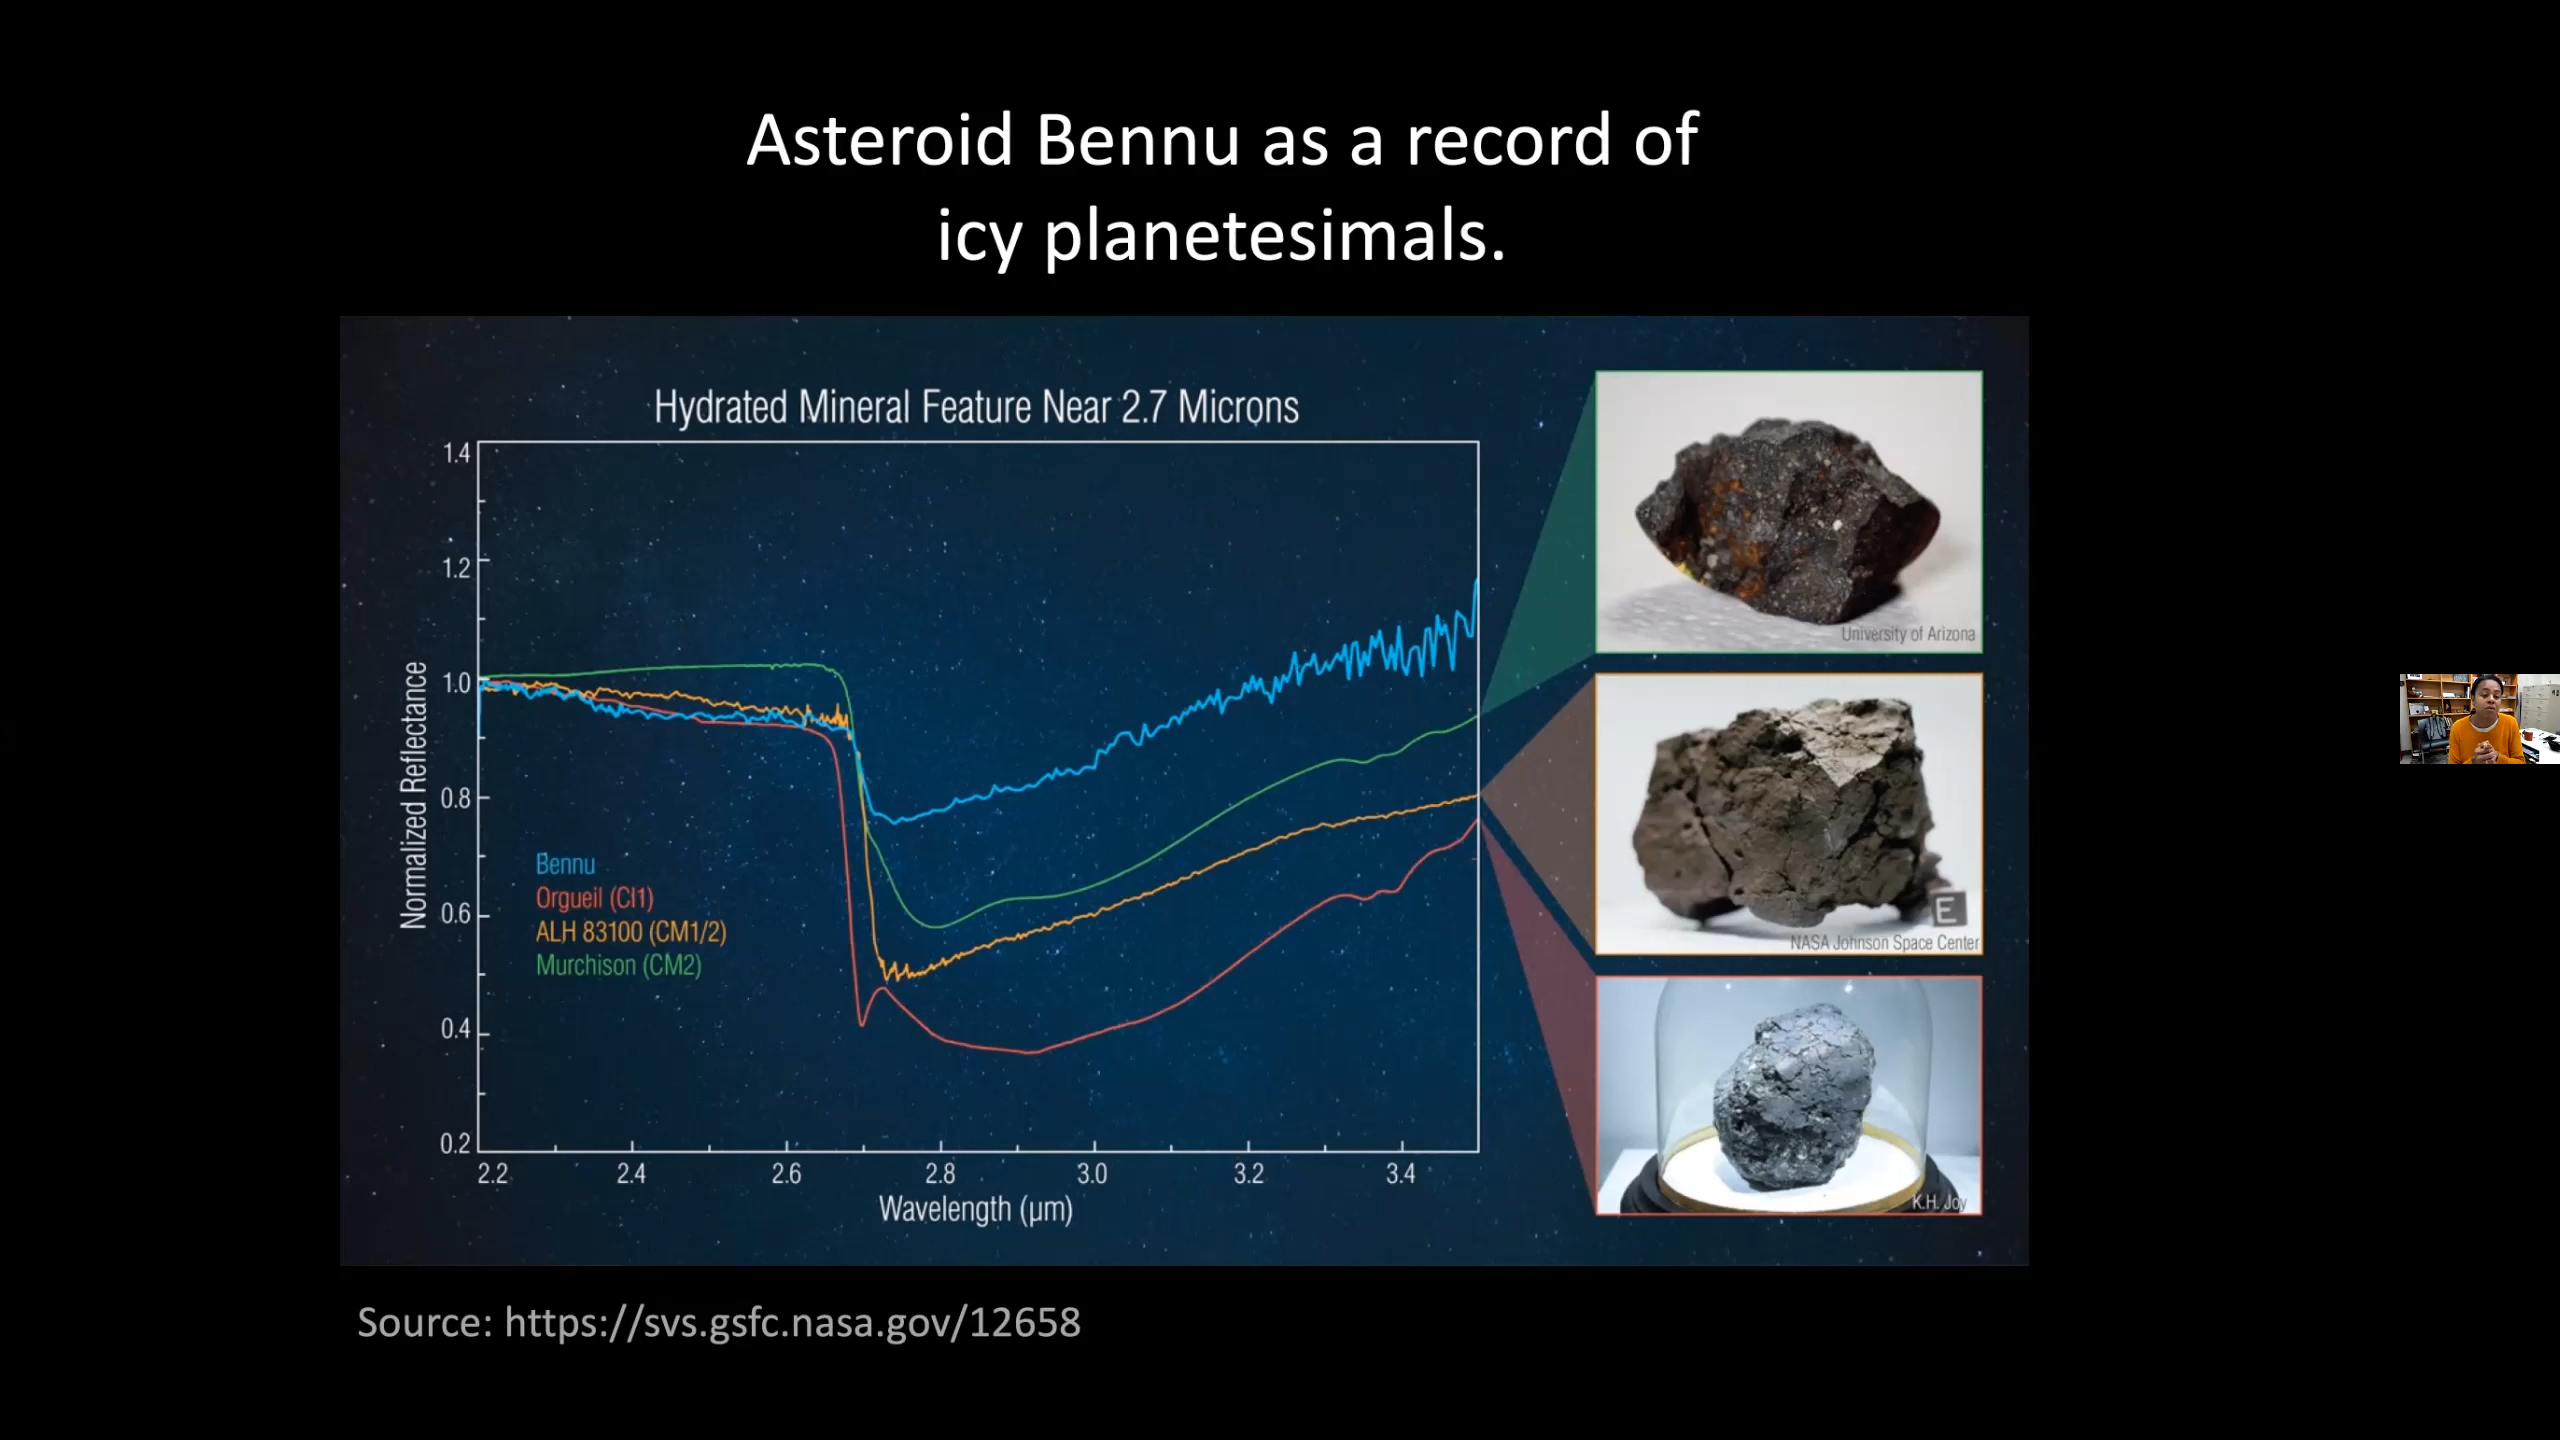 Asteroid Bennu as a record of
icy planetesimals.
Hydrated Mineral Feature Near 2.7 Microns
1.4
1.2
1.0
0.8
0.6
0.4
0.2
Normalized Reflectance
Bennu
Orgueil (CI1)
ALH 83100 (CM1/2)
Murchison (CM2)
2.2 2.4 2.6 2.8 3.0 3.2 3.4
Wavelength (µm)
University of Arizona
E
NASA Johnson Space Center
K.H. Joy
Source: https://svs.gsfc.nasa.gov/12658